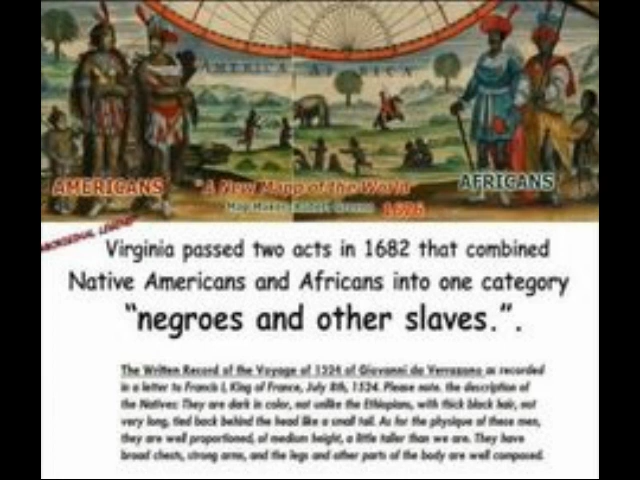 AMERICA AFRICA
AMERICANS
"A New Mapp of the World
AFRICANS
Map Maker Robert Greene 1676
ABORIGINAL LEGEND
Virginia passed two acts in 1682 that combined
Native Americans and Africans into one category
"negroes and other slaves.".
The Written Record of the Voyage of 1524 of Giovanni da Verrazano as recorded
in a letter to Francis I, King of France, July 8th, 1524. Please note. the description of
the Natives: They are dark in color, not unlike the Ethiopians, with thick black hair, not
very long, tied back behind the head like a small tail. As for the physique of these men,
they are well proportioned, of medium height, a little taller than we are. They have
broad chests, strong arms, and the legs and other parts of the body are well composed.